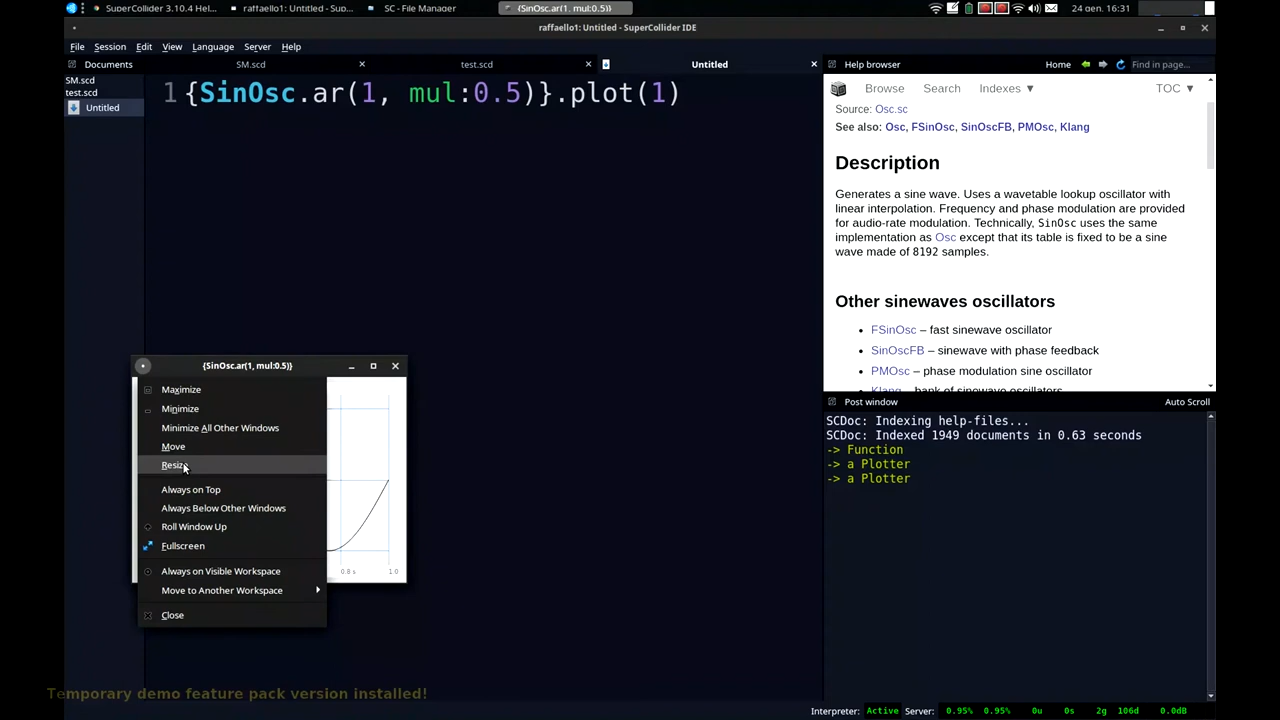 SuperCollider 3.10.4 Hel...
raffaello1: Untitled - Sup...
SC - File Manager
{SinOsc.ar(1, mul:0.5)}
24 gen, 16:31
raffaello1: Untitled - SuperCollider IDE
File Session Edit View Language Server Help
Documents
SM.scd
test.scd
Untitled
SM.scd
test.scd
Untitled
1 {SinOsc.ar(1, mul:0.5)}.plot(1)
Help browser
Home
Find in page...
Browse Search Indexes ▼ TOC ▼
Source: Osc.sc
See also: Osc, FSinOsc, SinOscFB, PMOsc, Klang
Description
Generates a sine wave. Uses a wavetable lookup oscillator with
linear interpolation. Frequency and phase modulation are provided
for audio-rate modulation. Technically, SinOsc uses the same
implementation as Osc except that its table is fixed to be a sine
wave made of 8192 samples.
Other sinewaves oscillators
• FSinOsc – fast sinewave oscillator
• SinOscFB – sinewave with phase feedback
• PMOsc – phase modulation sine oscillator
• Klang – bank of sinewave oscillators
{SinOsc.ar(1, mul:0.5)}
Maximize
Minimize
Minimize All Other Windows
Move
Resize
Always on Top
Always Below Other Windows
Roll Window Up
Fullscreen
Always on Visible Workspace
Move to Another Workspace
Close
0.8 s
1.0
Post window
Auto Scroll
SCDoc: Indexing help-files...
SCDoc: Indexed 1949 documents in 0.63 seconds
-> Function
-> a Plotter
-> a Plotter
Temporary demo feature pack version installed!
Interpreter: Active Server: 0.95% 0.95% 0u 0s 2g 106d 0.0dB